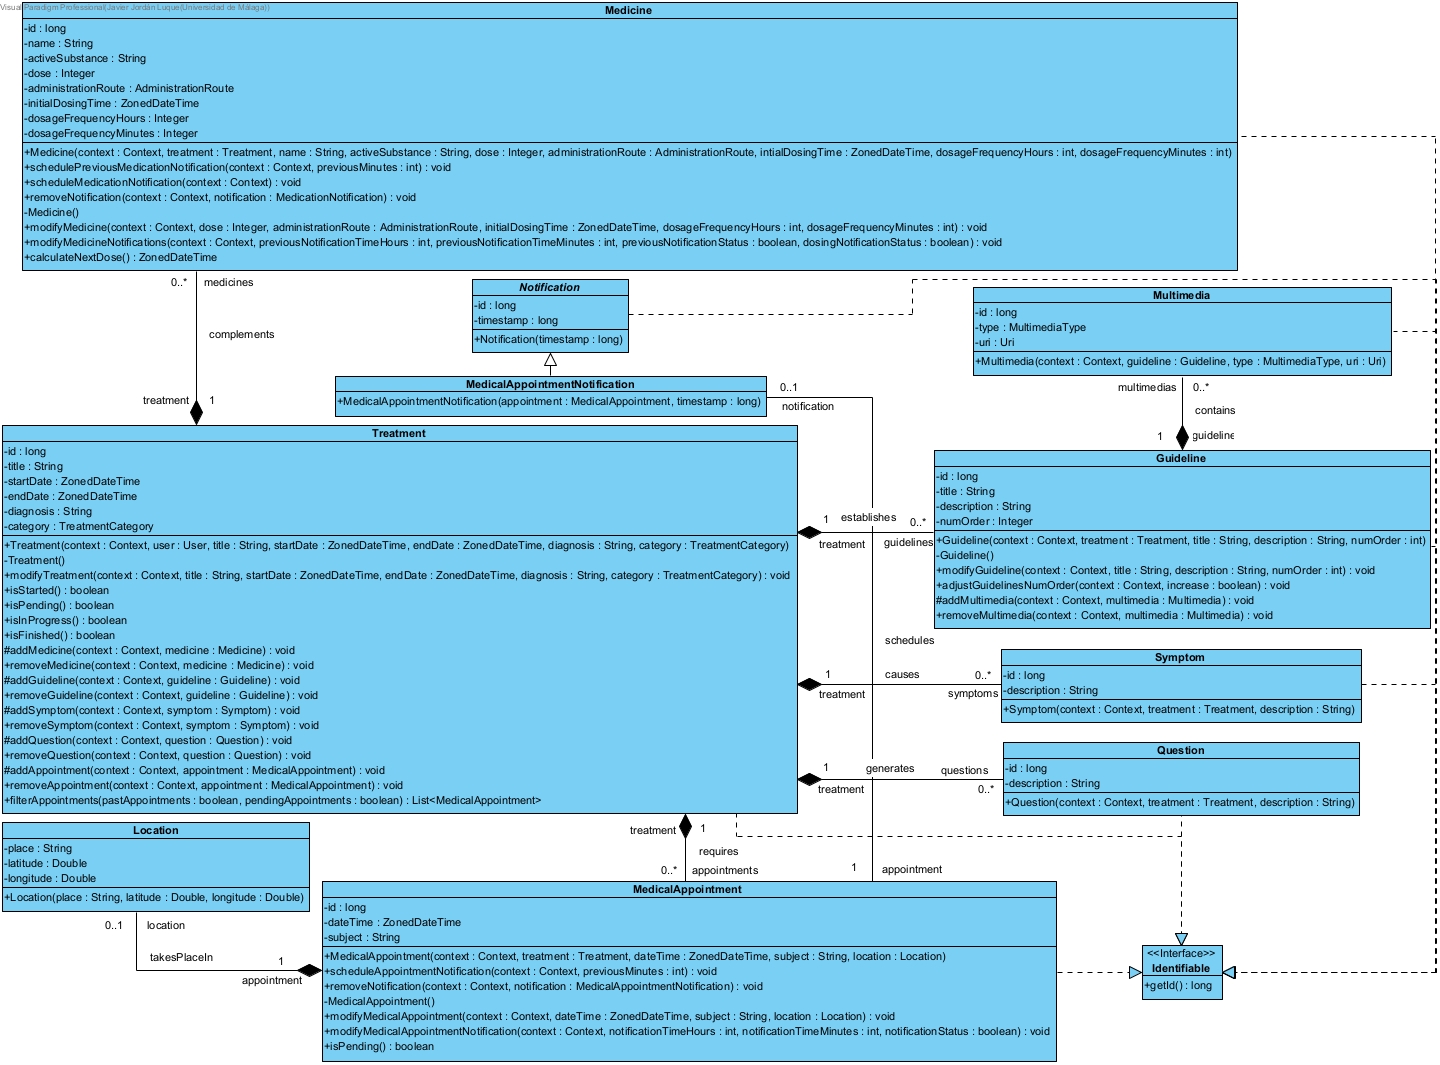 Visual Paradigm Professional(Javier Jordán Luque(Universidad de Málaga))
Medicine
-id : long
-name : String
-activeSubstance : String
-dose : Integer
-administrationRoute : AdministrationRoute
-initialDosingTime : ZonedDateTime
-dosageFrequencyHours : Integer
-dosageFrequencyMinutes : Integer
+Medicine(context : Context, treatment : Treatment, name : String, activeSubstance : String, dose : Integer, administrationRoute : AdministrationRoute, intialDosingTime : ZonedDateTime, dosageFrequencyHours : int, dosageFrequencyMinutes : int)
+schedulePreviousMedicationNotification(context : Context, previousMinutes : int) : void
+scheduleMedicationNotification(context : Context) : void
+removeNotification(context : Context, notification : MedicationNotification) : void
-Medicine()
+modifyMedicine(context : Context, dose : Integer, administrationRoute : AdministrationRoute, initialDosingTime : ZonedDateTime, dosageFrequencyHours : int, dosageFrequencyMinutes : int) : void
+modifyMedicineNotifications(context : Context, previousNotificationTimeHours : int, previousNotificationTimeMinutes : int, previousNotificationStatus : boolean, dosingNotificationStatus : boolean) : void
+calculateNextDose() : ZonedDateTime
0..* medicines
complements
treatment 1
Notification
-id : long
-timestamp : long
+Notification(timestamp : long)
MedicalAppointmentNotification
+MedicalAppointmentNotification(appointment : MedicalAppointment, timestamp : long)
0..1
notification
Multimedia
-id : long
-type : MultimediaType
-uri : Uri
+Multimedia(context : Context, guideline : Guideline, type : MultimediaType, uri : Uri)
multimedias 0..*
contains
1 guideline
Treatment
-id : long
-title : String
-startDate : ZonedDateTime
-endDate : ZonedDateTime
-diagnosis : String
-category : TreatmentCategory
+Treatment(context : Context, user : User, title : String, startDate : ZonedDateTime, endDate : ZonedDateTime, diagnosis : String, category : TreatmentCategory)
-Treatment()
+modifyTreatment(context : Context, title : String, startDate : ZonedDateTime, endDate : ZonedDateTime, diagnosis : String, category : TreatmentCategory) : void
+isStarted() : boolean
+isPending() : boolean
+isInProgress() : boolean
+isFinished() : boolean
#addMedicine(context : Context, medicine : Medicine) : void
+removeMedicine(context : Context, medicine : Medicine) : void
#addGuideline(context : Context, guideline : Guideline) : void
+removeGuideline(context : Context, guideline : Guideline) : void
#addSymptom(context : Context, symptom : Symptom) : void
+removeSymptom(context : Context, symptom : Symptom) : void
#addQuestion(context : Context, question : Question) : void
+removeQuestion(context : Context, question : Question) : void
#addAppointment(context : Context, appointment : MedicalAppointment) : void
+removeAppointment(context : Context, appointment : MedicalAppointment) : void
+filterAppointments(pastAppointments : boolean, pendingAppointments : boolean) : List<MedicalAppointment>
1 establishes 0..*
treatment guidelines
Guideline
-id : long
-title : String
-description : String
-numOrder : Integer
+Guideline(context : Context, treatment : Treatment, title : String, description : String, numOrder : int)
-Guideline()
+modifyGuideline(context : Context, title : String, description : String, numOrder : int) : void
+adjustGuidelinesNumOrder(context : Context, increase : boolean) : void
#addMultimedia(context : Context, multimedia : Multimedia) : void
+removeMultimedia(context : Context, multimedia : Multimedia) : void
schedules
1 causes 0..*
treatment symptoms
Symptom
-id : long
-description : String
+Symptom(context : Context, treatment : Treatment, description : String)
1 generates questions
treatment 0..*
Question
-id : long
-description : String
+Question(context : Context, treatment : Treatment, description : String)
treatment 1
requires
0..* appointments
1 appointment
Location
-place : String
-latitude : Double
-longitude : Double
+Location(place : String, latitude : Double, longitude : Double)
0..1 location
takesPlaceIn 1
appointment
MedicalAppointment
-id : long
-dateTime : ZonedDateTime
-subject : String
+MedicalAppointment(context : Context, treatment : Treatment, dateTime : ZonedDateTime, subject : String, location : Location)
+scheduleAppointmentNotification(context : Context, previousMinutes : int) : void
+removeNotification(context : Context, notification : MedicalAppointmentNotification) : void
-MedicalAppointment()
+modifyMedicalAppointment(context : Context, dateTime : ZonedDateTime, subject : String, location : Location) : void
+modifyMedicalAppointmentNotification(context : Context, notificationTimeHours : int, notificationTimeMinutes : int, notificationStatus : boolean) : void
+isPending() : boolean
<<Interface>>
Identifiable
+getId() : long